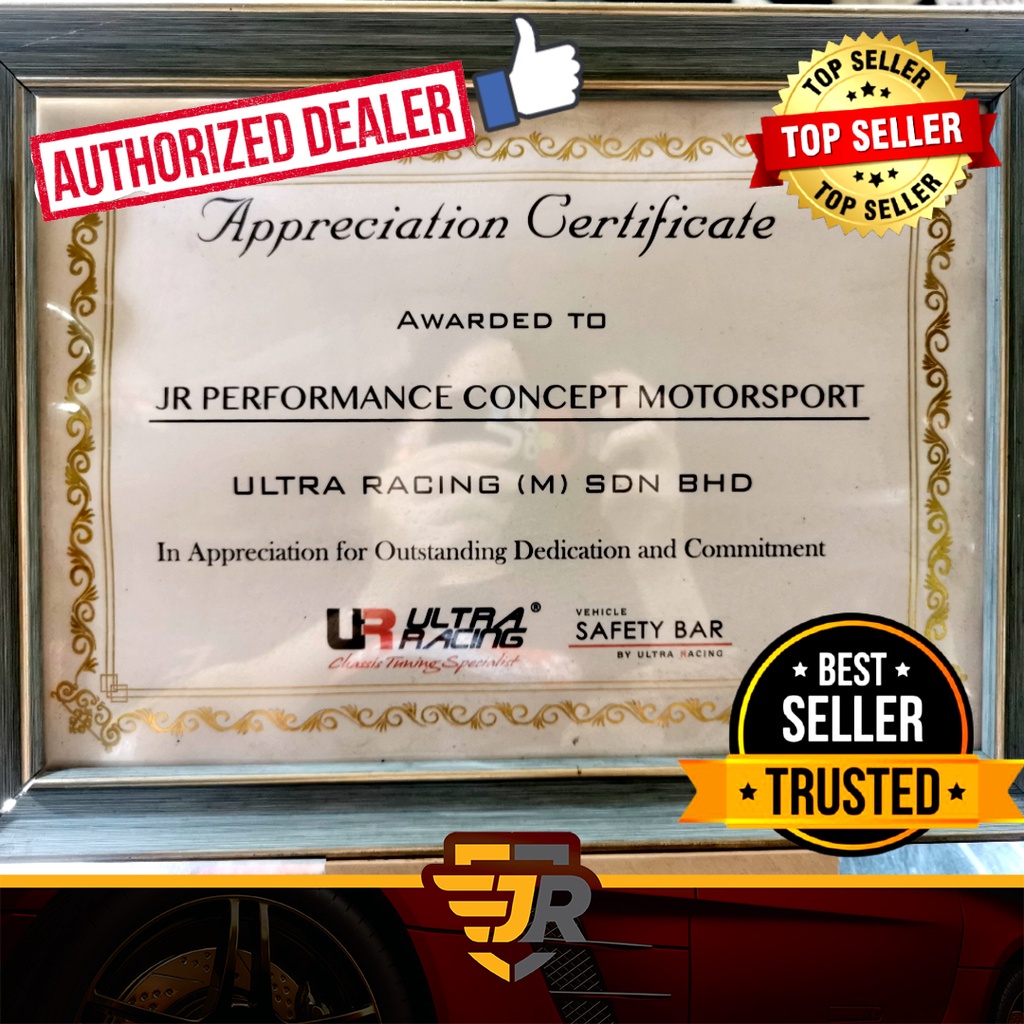 AUTHORIZED DEALER
TOP SELLER
TOP SELLER
TOP SELLER
Appreciation Certificate
AWARDED TO
JR PERFORMANCE CONCEPT MOTORSPORT
ULTRA RACING (M) SDN BHD
In Appreciation for Outstanding Dedication and Commitment
UR ULTRA RACING®
Chassis Tuning Specialist
VEHICLE
SAFETY BAR
BY ULTRA RACING
BEST
SELLER
TRUSTED
JR